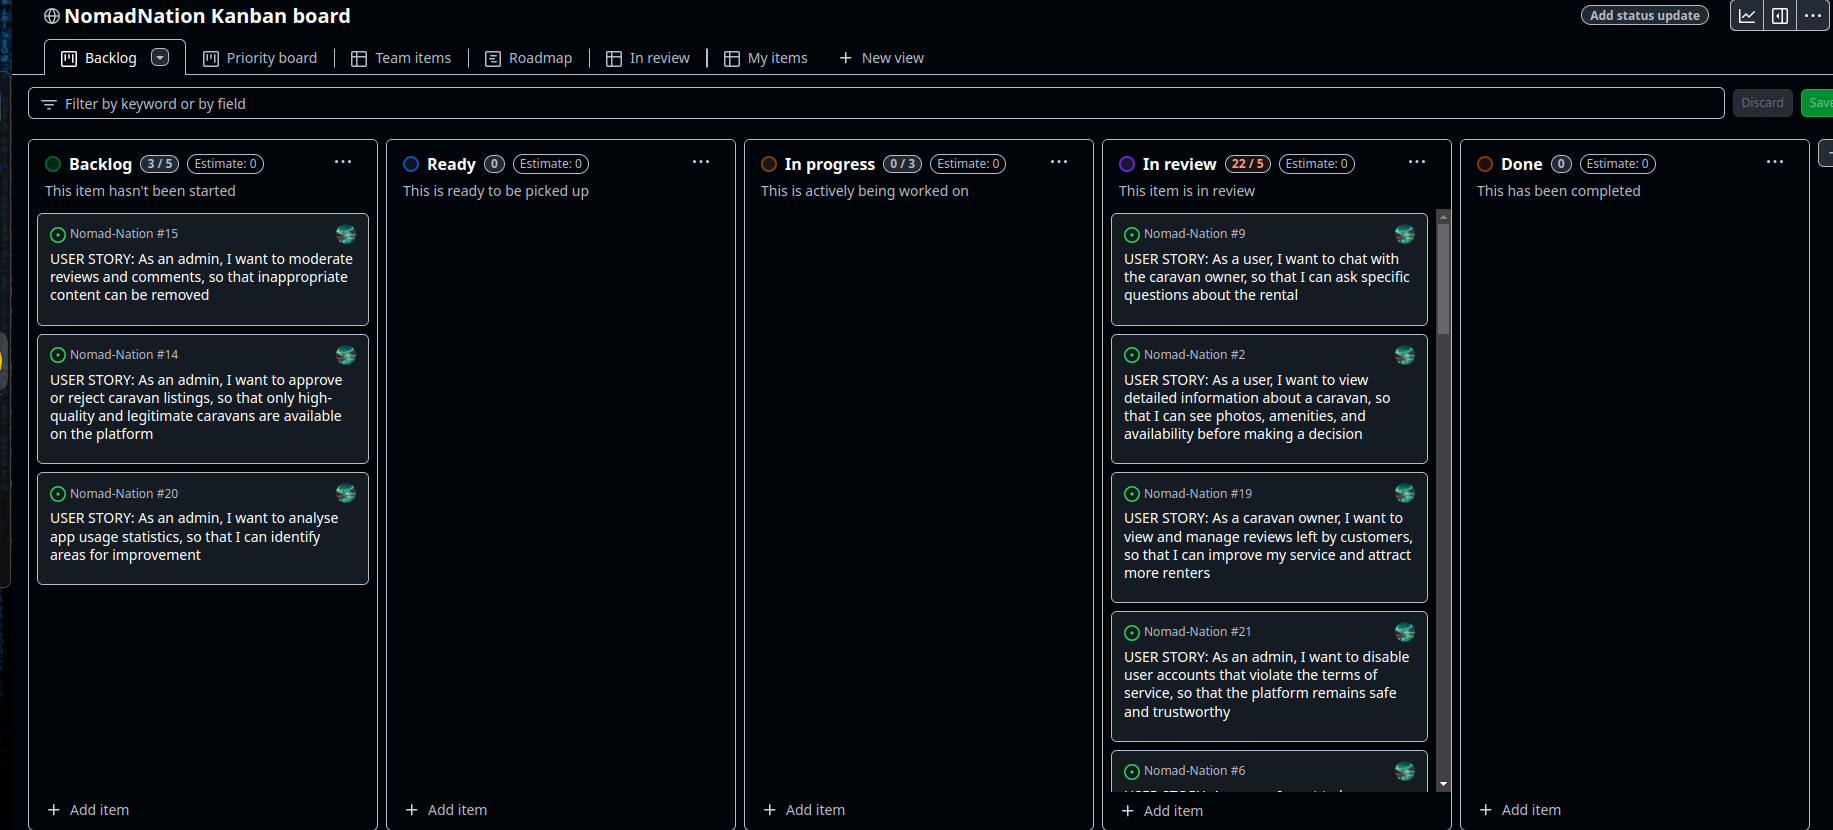 NomadNation Kanban board
Add status update
Backlog
Priority board
Team items
Roadmap
In review
My items
New view
Filter by keyword or by field
Discard
Save
Backlog 3 / 5 Estimate: 0
This item hasn't been started
Nomad-Nation #15
USER STORY: As an admin, I want to moderate
reviews and comments, so that inappropriate
content can be removed
Nomad-Nation #14
USER STORY: As an admin, I want to approve
or reject caravan listings, so that only high-
quality and legitimate caravans are available
on the platform
Nomad-Nation #20
USER STORY: As an admin, I want to analyse
app usage statistics, so that I can identify
areas for improvement
Add item
Ready 0 Estimate: 0
This is ready to be picked up
Add item
In progress 0 / 3 Estimate: 0
This is actively being worked on
Add item
In review 22 / 5 Estimate: 0
This item is in review
Nomad-Nation #9
USER STORY: As a user, I want to chat with
the caravan owner, so that I can ask specific
questions about the rental
Nomad-Nation #2
USER STORY: As a user, I want to view
detailed information about a caravan, so
that I can see photos, amenities, and
availability before making a decision
Nomad-Nation #19
USER STORY: As a caravan owner, I want to
view and manage reviews left by customers,
so that I can improve my service and attract
more renters
Nomad-Nation #21
USER STORY: As an admin, I want to disable
user accounts that violate the terms of
service, so that the platform remains safe
and trustworthy
Nomad-Nation #6
Add item
Done 0 Estimate: 0
This has been completed
Add item